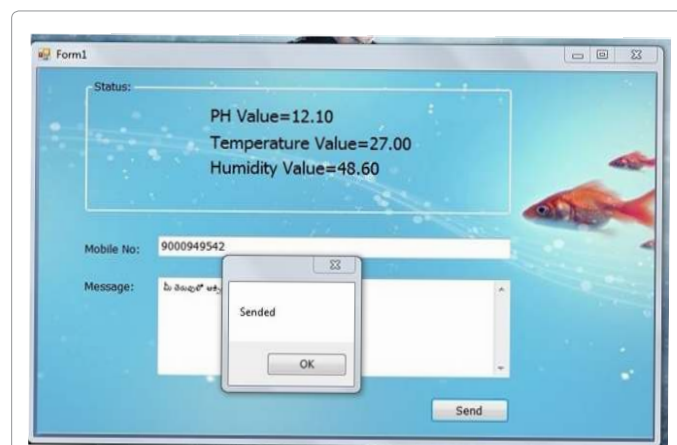 Form1
Status:
PH Value=12.10
Temperature Value=27.00
Humidity Value=48.60
Mobile No: 9000949542
Message: మీ చెరువులో
Sended
OK
Send